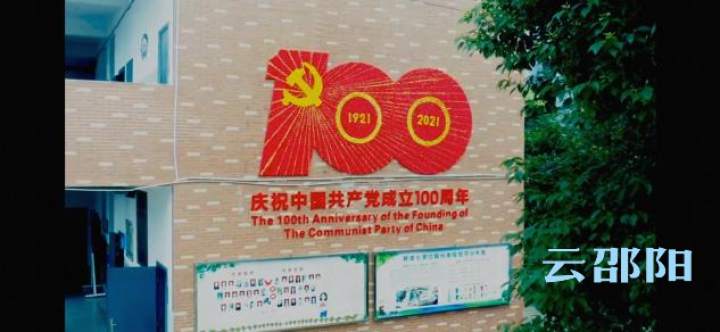 1921
2021
庆祝中国共产党成立100周年
The 100th Anniversary of the Founding of
The Communist Party of China
云邵阳